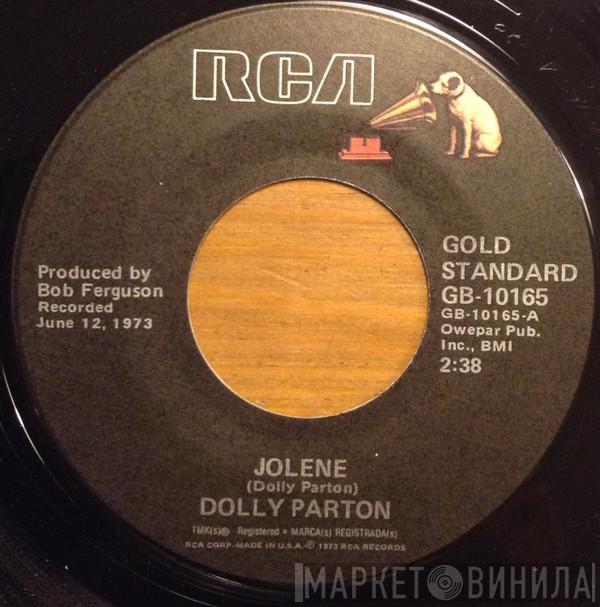 RCA
Produced by
Bob Ferguson
Recorded
June 12, 1973
GOLD
STANDARD
GB-10165
GB-10165-A
Owepar Pub.
Inc., BMI
2:38
JOLENE
(Dolly Parton)
DOLLY PARTON
TMK(s)® Registered • MARCA(s) REGISTRADA(s)
RCA CORP.-MADE IN U.S.A.-℗ 1973 RCA RECORDS
МАРКЕТ ВИНИЛА